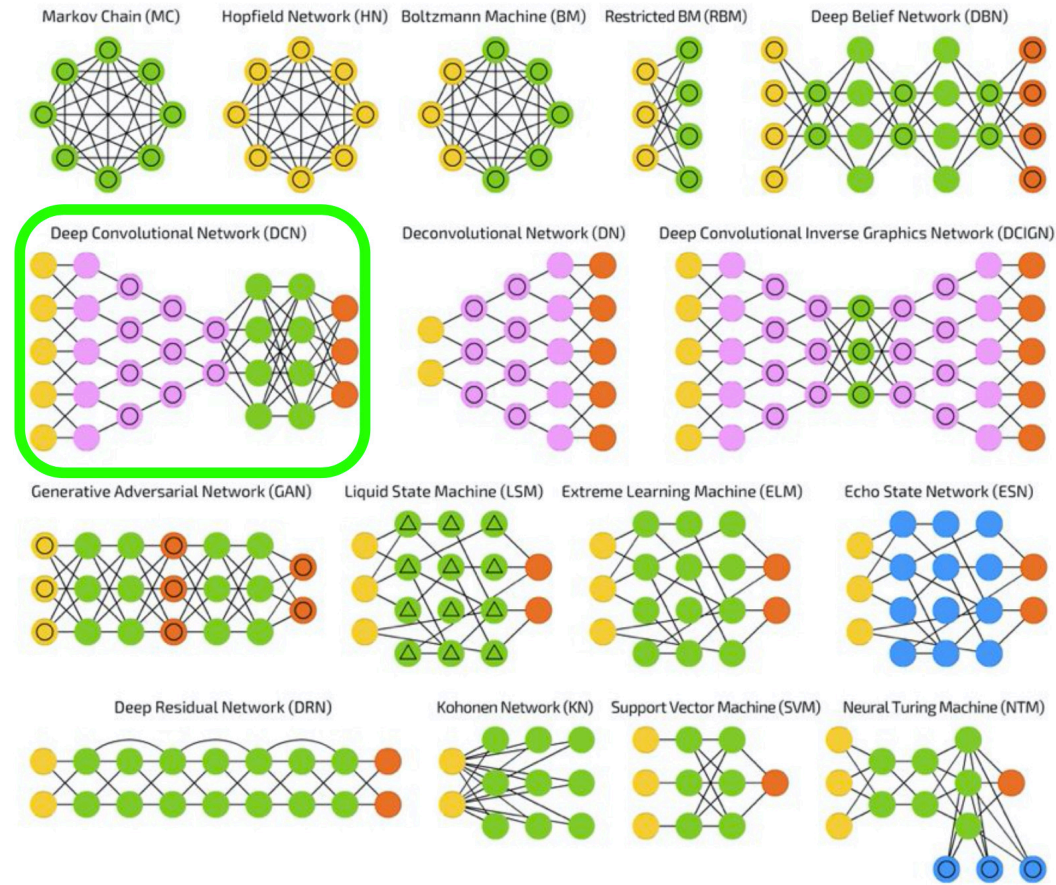 Markov Chain (MC)
Hopfield Network (HN)
Boltzmann Machine (BM)
Restricted BM (RBM)
Deep Belief Network (DBN)
Deep Convolutional Network (DCN)
Deconvolutional Network (DN)
Deep Convolutional Inverse Graphics Network (DCIGN)
Generative Adversarial Network (GAN)
Liquid State Machine (LSM)
Extreme Learning Machine (ELM)
Echo State Network (ESN)
Deep Residual Network (DRN)
Kohonen Network (KN)
Support Vector Machine (SVM)
Neural Turing Machine (NTM)